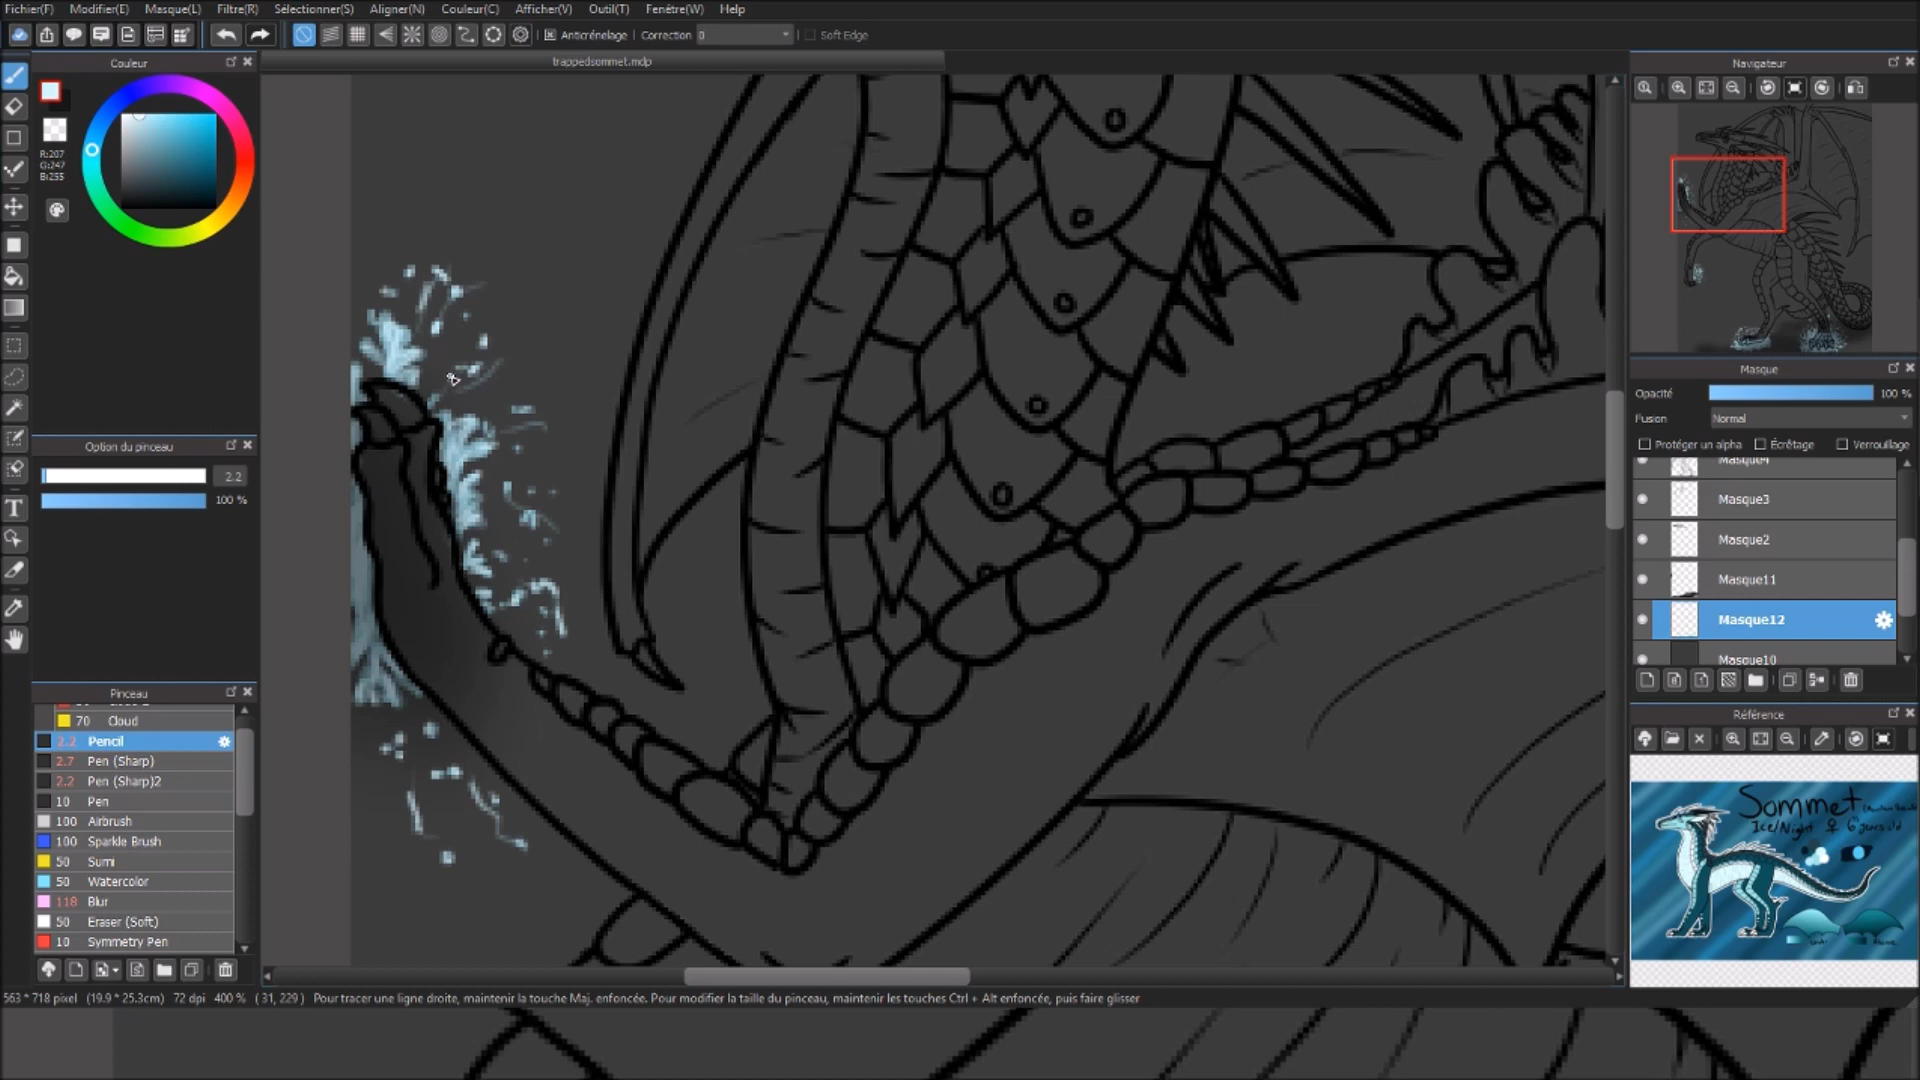 Fichier(F) Modifier(E) Masque(L) Filtre(R) Sélectionner(S) Aligner(N) Couleur(C) Afficher(V) Outil(T) Fenêtre(W) Help
Anticrénelage Correction 0 Soft Edge
Couleur
trappedsommet.mdp
Navigateur
R:207
G:247
B:255
Masque
Opacité 100 %
Fusion Normal
Protéger un alpha Écrêtage Verrouillage
Masque4
Masque3
Masque2
Masque11
Masque12
Masque10
Option du pinceau
2.2
100 %
Pinceau
70 Cloud
2.2 Pencil
2.7 Pen (Sharp)
2.2 Pen (Sharp)2
10 Pen
100 Airbrush
100 Sparkle Brush
50 Sumi
50 Watercolor
118 Blur
50 Eraser (Soft)
10 Symmetry Pen
Référence
Sommet
Ice/Night ♀ 6 years old
563 * 718 pixel (19.9 * 25.3cm) 72 dpi 400 % ( 31, 229 ) Pour tracer une ligne droite, maintenir la touche Maj. enfoncée. Pour modifier la taille du pinceau, maintenir les touches Ctrl + Alt enfoncée, puis faire glisser